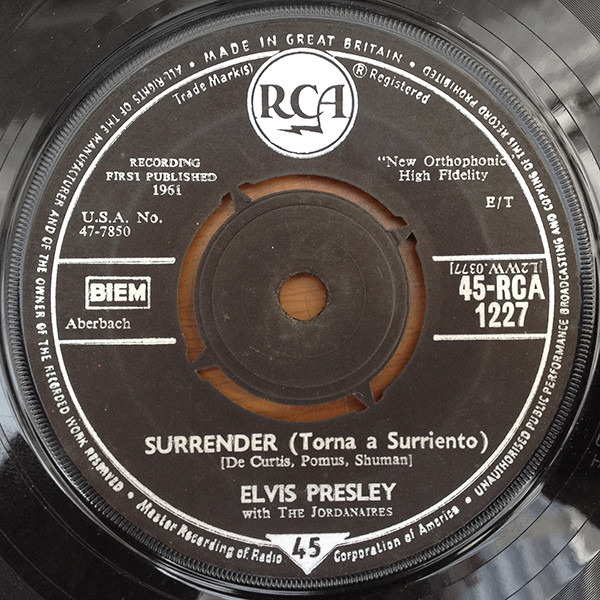 MADE IN GREAT BRITAIN
ALL RIGHTS OF THE MANUFACTURER AND OF THE OWNER OF THE RECORDED WORK RESERVED
UNAUTHORISED PUBLIC PERFORMANCE BROADCASTING AND COPYING OF THIS RECORD PROHIBITED
Trade Mark(s)
® Registered
RCA
RECORDING
FIRST PUBLISHED
1961
"New Orthophonic"
High Fidelity
E/T
U.S.A. No.
47-7850
[L2WW.0377]
BIEM
45-RCA
1227
Aberbach
SURRENDER (Torna a Surriento)
[De Curtis, Pomus, Shuman]
ELVIS PRESLEY
with THE JORDANAIRES
Master Recording of Radio Corporation of America
45